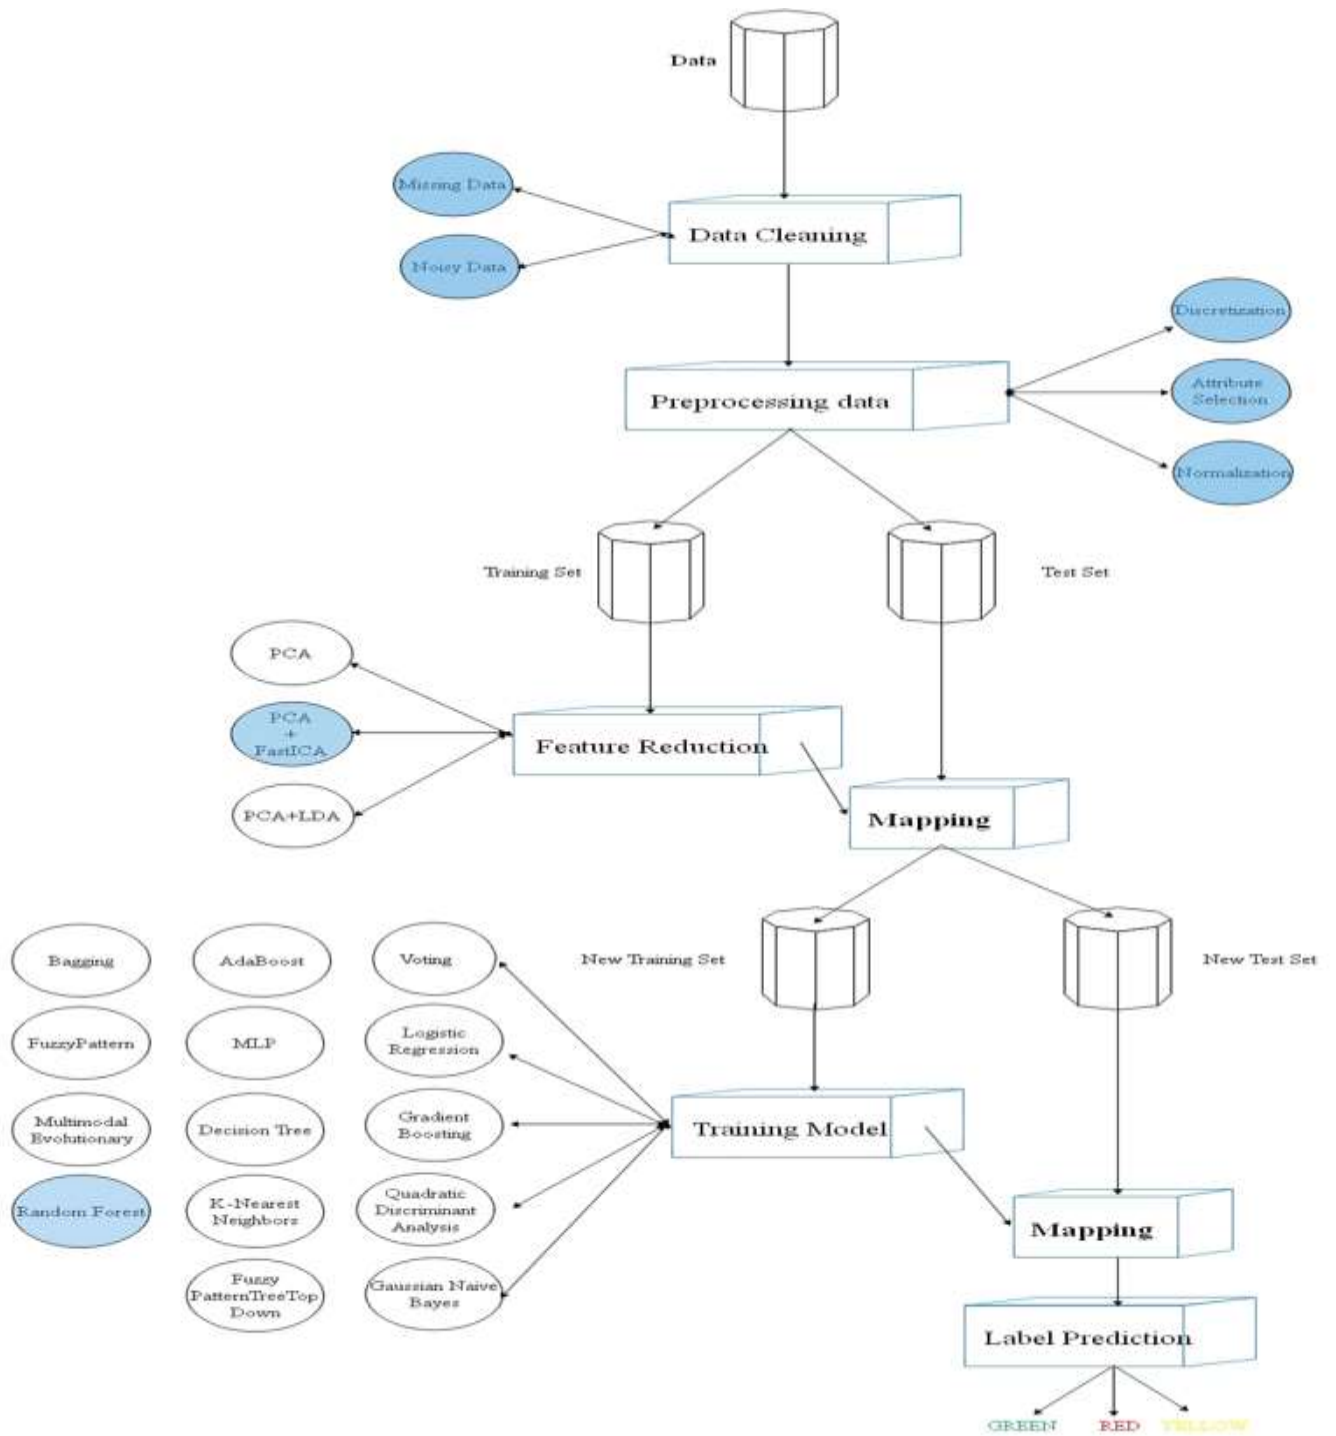 Data
Missing Data
Data Cleaning
Noisy Data
Discretization
Preprocessing data
Attribute
Selection
Normalization
Training Set
Test Set
PCA
PCA
+
FastICA
Feature Reduction
PCA+LDA
Mapping
Bagging
AdaBoost
Voting
New Training Set
New Test Set
FuzzyPattern
MLP
Logistic
Regression
Multimodal
Evolutionary
Decision Tree
Gradient
Boosting
Training Model
Random Forest
K-Nearest
Neighbors
Quadratic
Discriminant
Analysis
Mapping
Fuzzy
PatternTreeTop
Down
Gaussian Naive
Bayes
Label Prediction
GREEN RED YELLOW